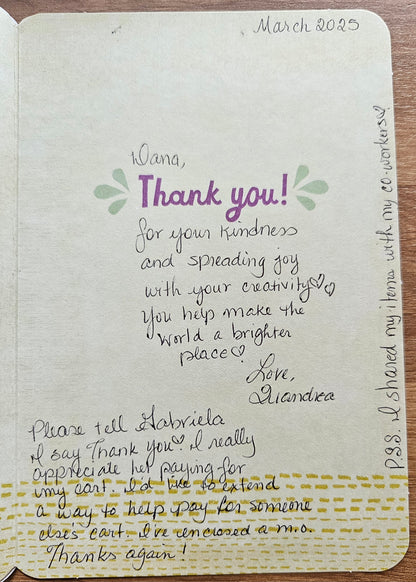 March 2025
Dana,
Thank you!
for your kindness
and spreading joy
with your creativity♡♡
You help make the
world a brighter
place♡
Love,
Please tell Gabriela
I say Thank you♡ I really
appreciate her paying for
my cart. I'd like to extend
a way to help pay for someone
else's cart. I've enclosed a m.o.
Thanks again!
P.S.S. I shared my items with my co-workers♡